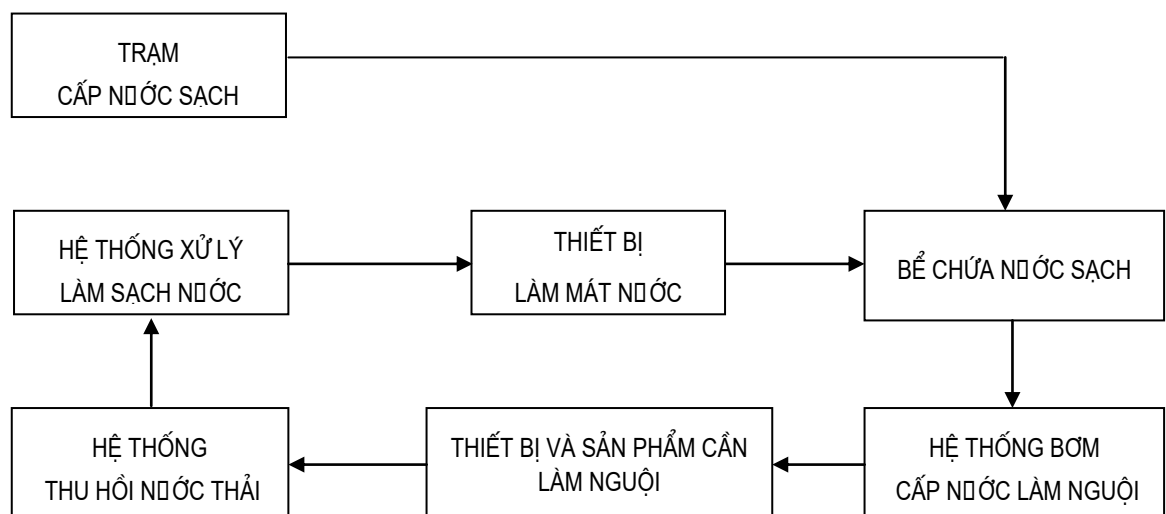 TRẠM
CẤP N□ỚC SẠCH
HỆ THỐNG XỬ LÝ
LÀM SẠCH N□ỚC
THIẾT BỊ
LÀM MÁT N□ỚC
BỂ CHỨA N□ỚC SẠCH
HỆ THỐNG
THU HỒI N□ỚC THẢI
THIẾT BỊ VÀ SẢN PHẨM CẦN
LÀM NGUỘI
HỆ THỐNG BƠM
CẤP N□ỚC LÀM NGUỘI